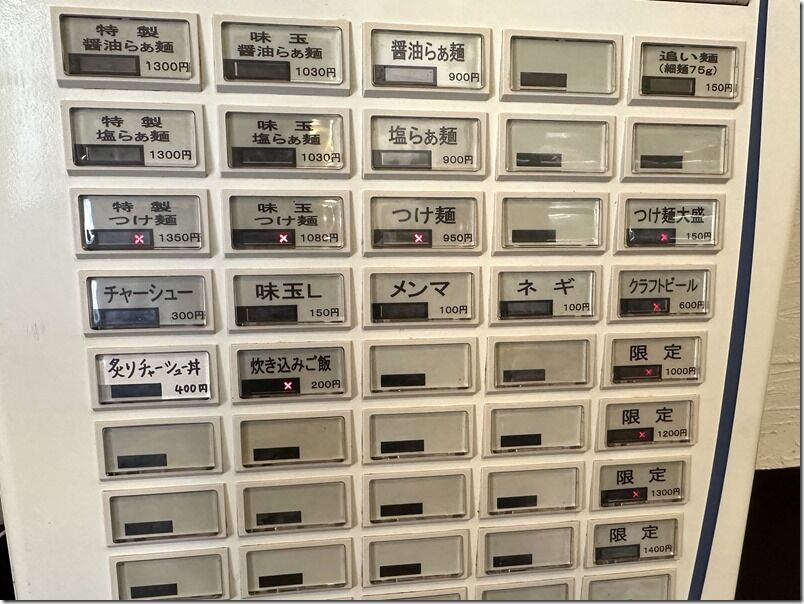 特製
醤油らぁ麺
1300円
味玉
醤油らぁ麺
1030円
醤油らぁ麺
900円
追い麺
(細麺75g)
150円
特製
塩らぁ麺
1300円
味玉
塩らぁ麺
1030円
塩らぁ麺
900円
特製
つけ麺
× 1350円
味玉
つけ麺
× 1080円
つけ麺
× 950円
つけ麺大盛
× 150円
チャーシュー
300円
味玉L
150円
メンマ
100円
ネギ
100円
クラフトビール
× 600円
炙りチャーシュー丼
400円
炊き込みご飯
× 200円
限定
× 1000円
限定
× 1200円
限定
× 1300円
限定
1400円